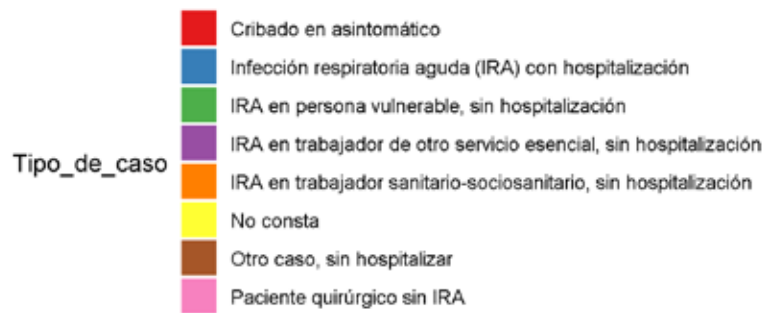 Tipo_de_caso
Cribado en asintomático
Infección respiratoria aguda (IRA) con hospitalización
IRA en persona vulnerable, sin hospitalización
IRA en trabajador de otro servicio esencial, sin hospitalización
IRA en trabajador sanitario-sociosanitario, sin hospitalización
No consta
Otro caso, sin hospitalizar
Paciente quirúrgico sin IRA